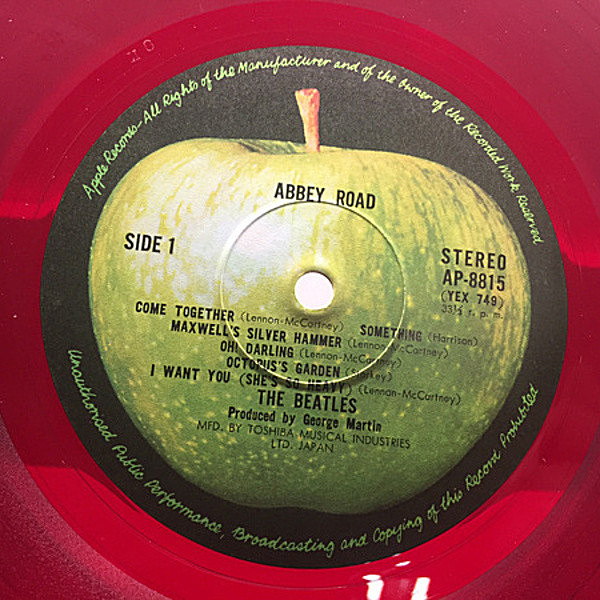 Apple Records-All Rights of the Manufacturer and of the Owner of the Recorded Work Reserved
ABBEY ROAD
SIDE 1
STEREO
AP-8815
(YEX 749)
33⅓ r. p. m.
COME TOGETHER (Lennon-McCartney) SOMETHING (Harrison)
MAXWELL'S SILVER HAMMER (Lennon-McCartney)
OH! DARLING (Lennon-McCartney)
OCTOPUS'S GARDEN (Starkey)
I WANT YOU (SHE'S SO HEAVY) (Lennon-McCartney)
THE BEATLES
Produced by George Martin
MFD. BY TOSHIBA MUSICAL INDUSTRIES
LTD. JAPAN
Unauthorised Public Performance, Broadcasting and Copying of this Record Prohibited